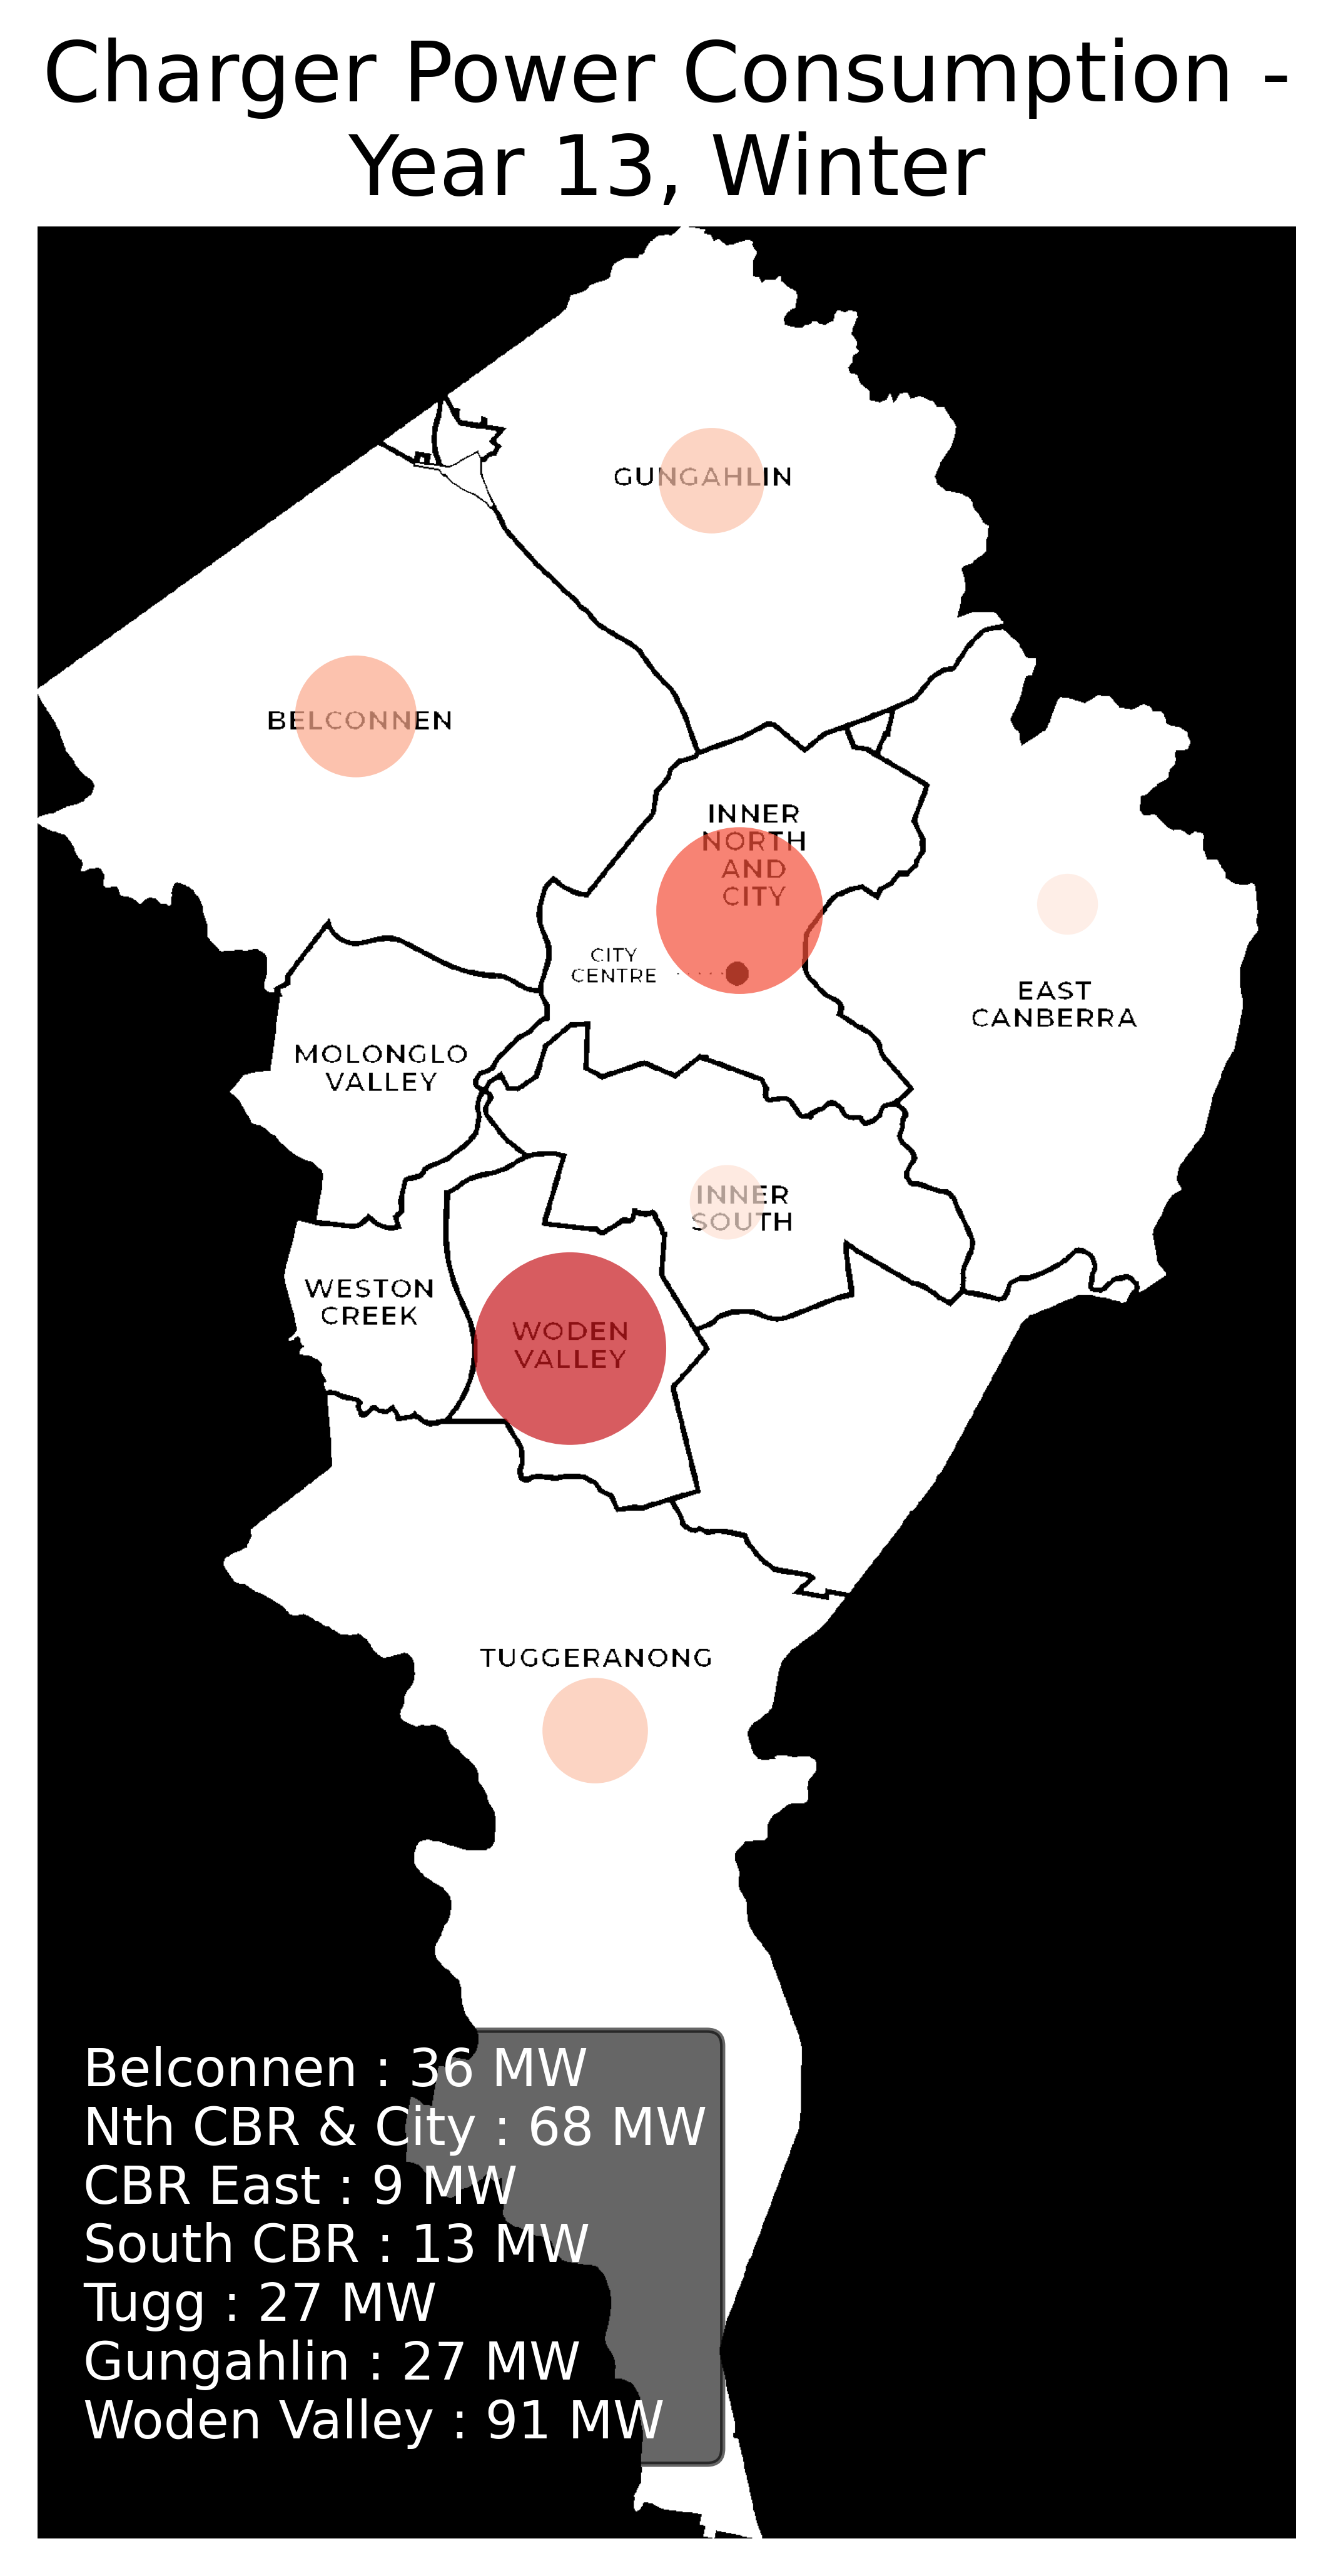 Charger Power Consumption -
Year 13, Winter
GUNGAHLIN
BELCONNEN
INNER
NORTH
AND
CITY
CITY
CENTRE
EAST
CANBERRA
MOLONGLO
VALLEY
INNER
SOUTH
WESTON
CREEK
WODEN
VALLEY
TUGGERANONG
Belconnen : 36 MW
Nth CBR & City : 68 MW
CBR East : 9 MW
South CBR : 13 MW
Tugg : 27 MW
Gungahlin : 27 MW
Woden Valley : 91 MW